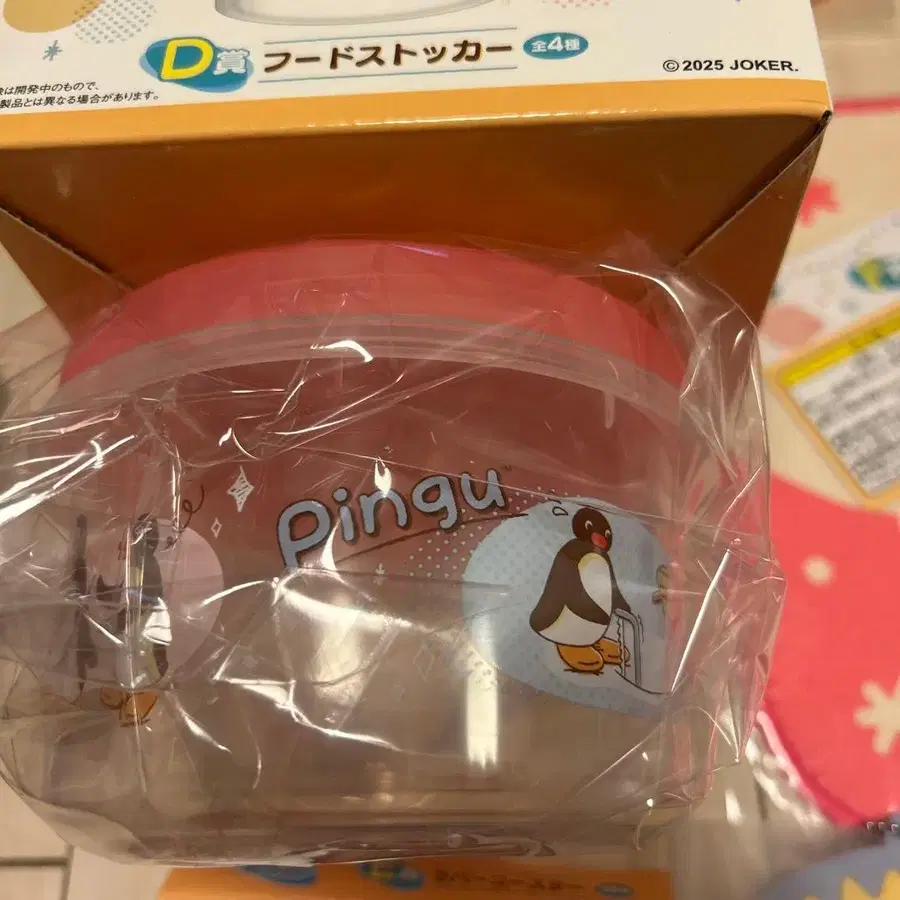 D賞 フードストッカー 全4種
は開発中のもので、
製品とは異なる場合があります。
©2025 JOKER.
Pingu™